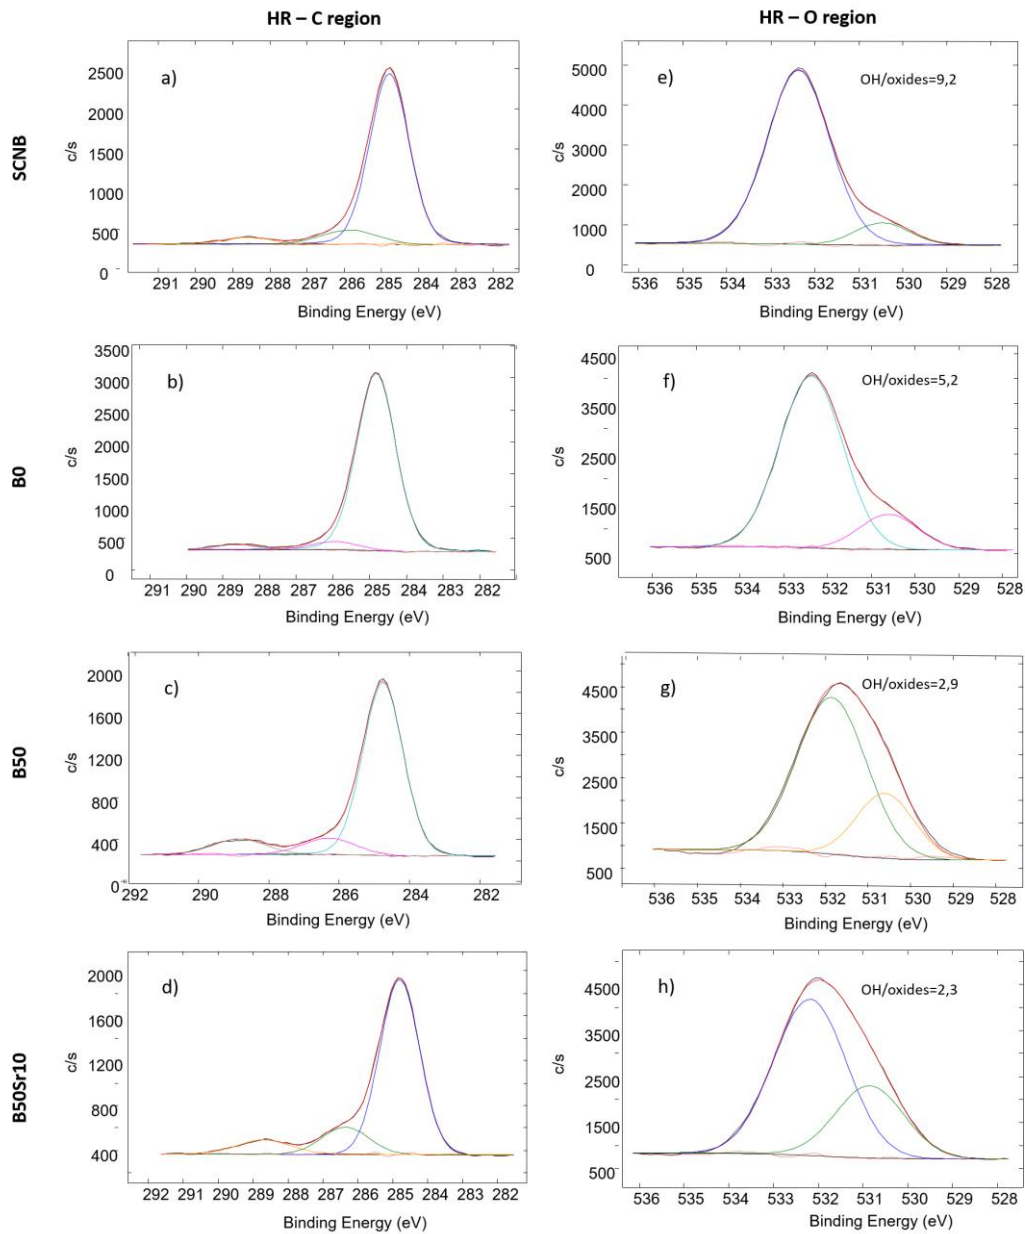 HR – C region
HR – O region
SCNB
a)
c/s
2500
2000
1500
1000
500
0
291 290 289 288 287 286 285 284 283 282
Binding Energy (eV)
e)
OH/oxides=9,2
c/s
5000
4000
3000
2000
1000
0
536 535 534 533 532 531 530 529 528
Binding Energy (eV)
B0
b)
c/s
3500
3000
2500
2000
1500
1000
500
0
291 290 289 288 287 286 285 284 283 282
Binding Energy (eV)
f)
OH/oxides=5,2
c/s
4500
3500
2500
1500
500
536 535 534 533 532 531 530 529 528
Binding Energy (eV)
B50
c)
c/s
2000
1600
1200
800
400
0
292 290 288 286 284 282
Binding Energy (eV)
g)
OH/oxides=2,9
c/s
4500
3500
2500
1500
500
536 535 534 533 532 531 530 529 528
Binding Energy (eV)
B50Sr10
d)
c/s
2000
1600
1200
800
400
292 291 290 289 288 287 286 285 284 283 282
Binding Energy (eV)
h)
OH/oxides=2,3
c/s
4500
3500
2500
1500
500
536 535 534 533 532 531 530 529 528
Binding Energy (eV)